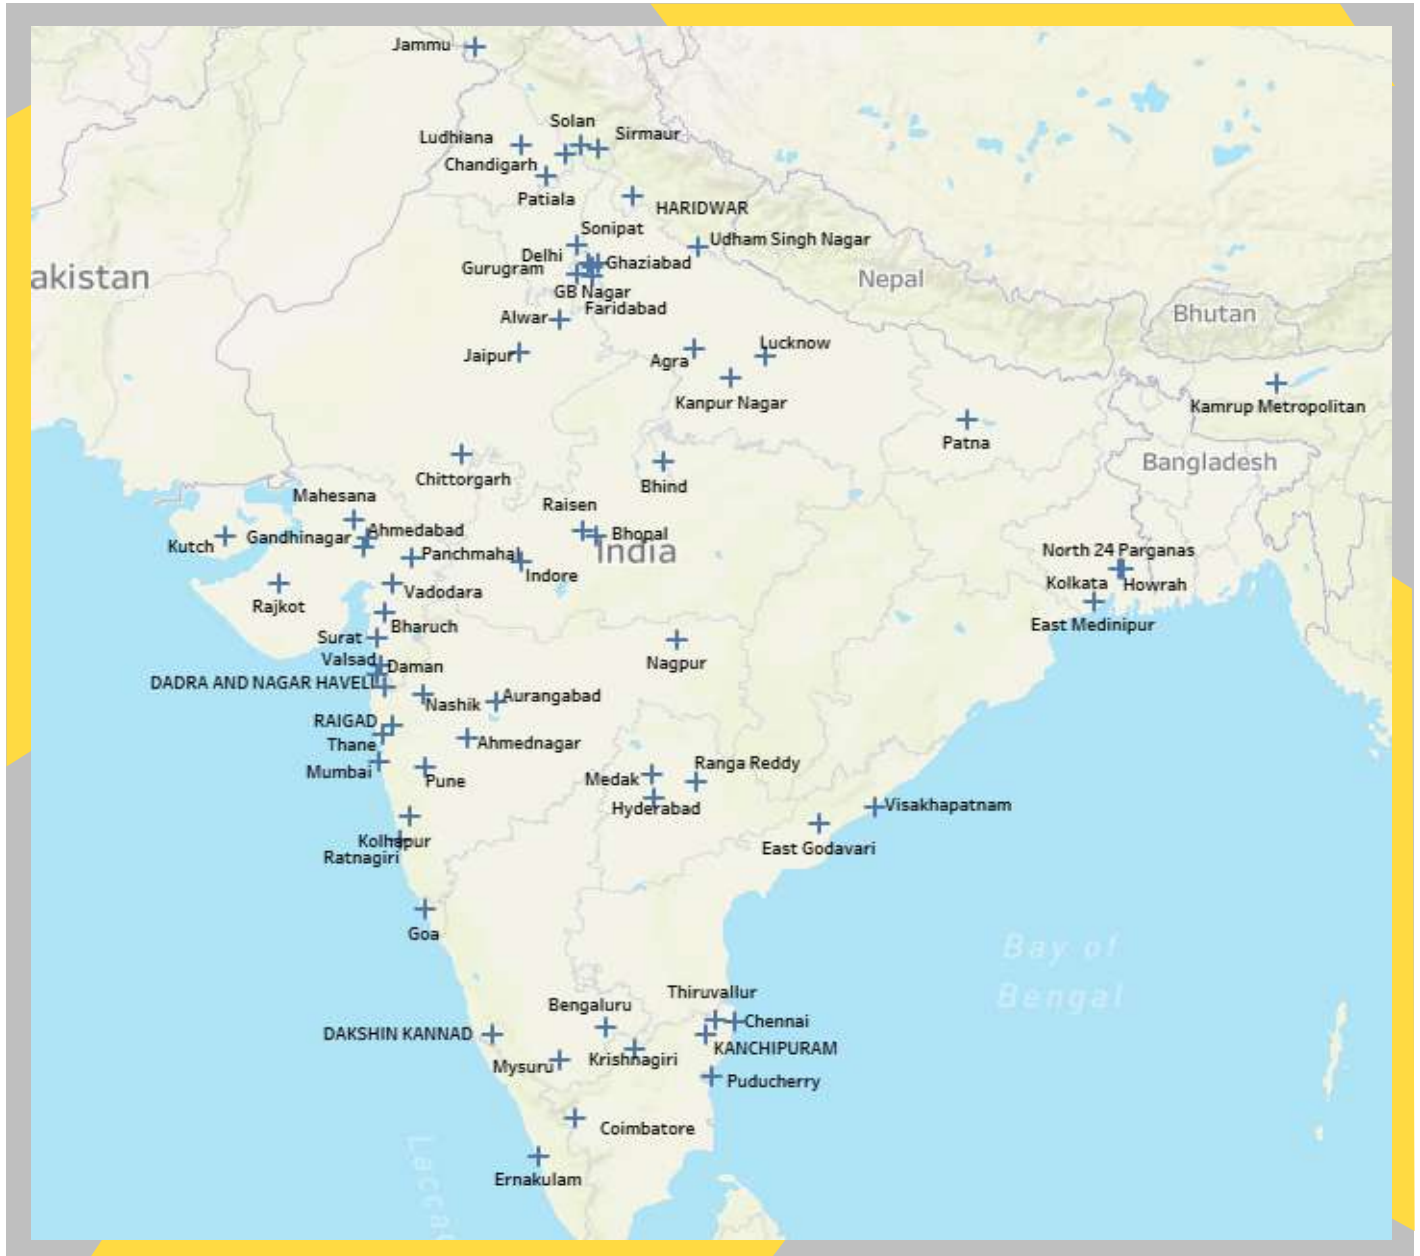 Jammu
Solan
Sirmaur
Ludhiana
Chandigarh
Patiala
HARIDWAR
Sonipat
Udham Singh Nagar
Delhi
Ghaziabad
Gurugram
akistan
Nepal
GB Nagar
Faridabad
Bhutan
Alwar
Lucknow
Jaipur
Agra
Kanpur Nagar
Kamrup Metropolitan
Patna
Bangladesh
Chittorgarh
Bhind
Mahesana
Raisen
Ahmedabad
Bhopal
Gandhinagar
Kutch
Panchmahal
India
North 24 Parganas
Indore
Kolkata
Howrah
Vadodara
Rajkot
East Medinipur
Bharuch
Surat
Valsad
Daman
Nagpur
DADRA AND NAGAR HAVELI
Nashik
Aurangabad
RAIGAD
Thane
Ahmednagar
Mumbai
Pune
Ranga Reddy
Medak
Hyderabad
Visakhapatnam
Kolhapur
Ratnagiri
East Godavari
Goa
Bay of
Bengal
Thiruvallur
Bengaluru
Chennai
DAKSHIN KANNAD
KANCHIPURAM
Krishnagiri
Mysuru
Puducherry
Coimbatore
Ernakulam
Laccad